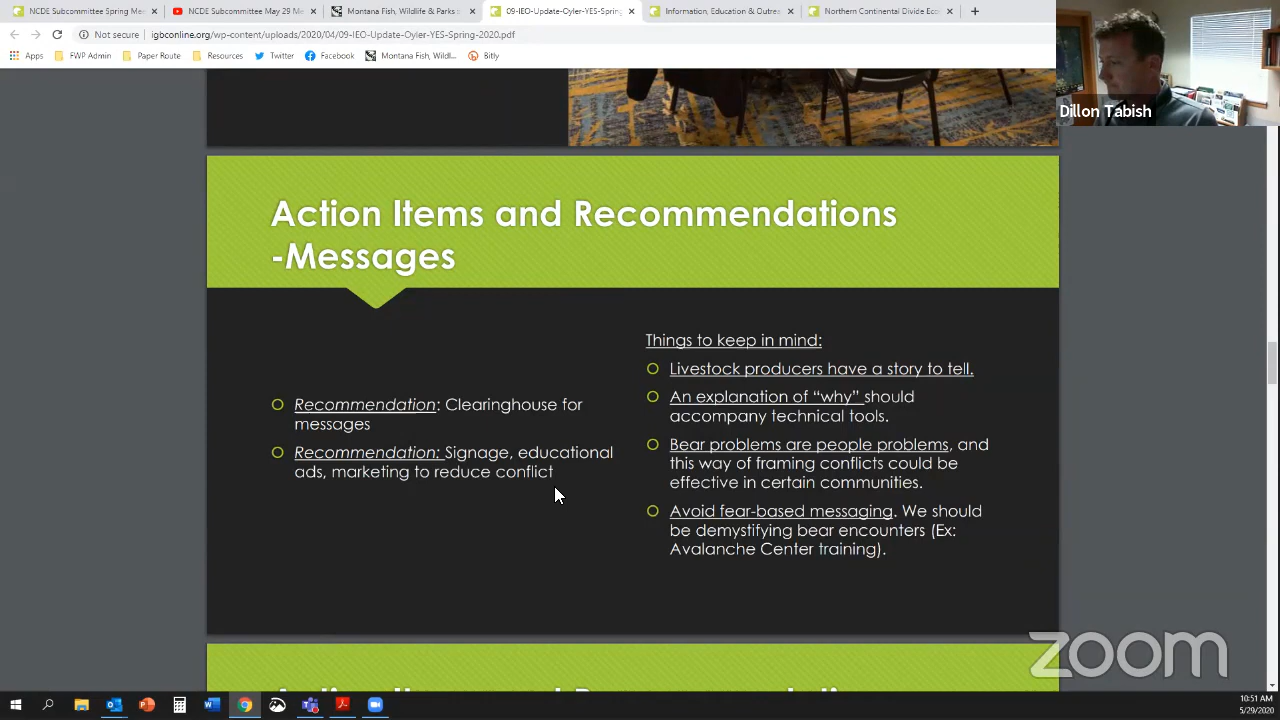 NCDE Subcommittee Spring Me
NCDE Subcommittee May 29 Me
Montana Fish, Wildlife & Parks
09-IEO-Update-Oyler-YES-Spring
Information, Education & Outre
Northern Continental Divide Eco
Not secure | igbconline.org/wp-content/uploads/2020/04/09-IEO-Update-Oyler-YES-Spring-2020.pdf
Apps
FWP Admin
Paper Route
Resources
Twitter
Facebook
Montana Fish, Wildl...
Bitly
Dillon Tabish
Action Items and Recommendations
-Messages
Recommendation: Clearinghouse for
messages
Recommendation: Signage, educational
ads, marketing to reduce conflict
Things to keep in mind:
Livestock producers have a story to tell.
An explanation of “why” should
accompany technical tools.
Bear problems are people problems, and
this way of framing conflicts could be
effective in certain communities.
Avoid fear-based messaging. We should
be demystifying bear encounters (Ex:
Avalanche Center training).
zoom
10:51 AM
5/29/2020